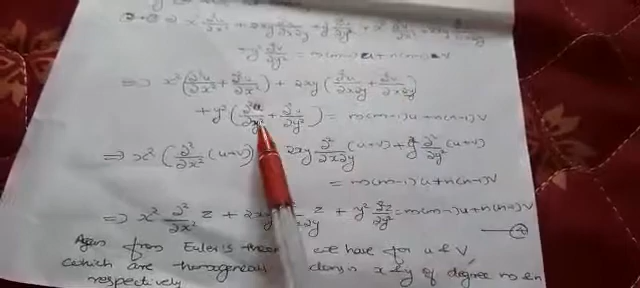 x² ∂²u/∂x² + 2xy ∂²u/∂x∂y + y² ∂²u/∂y² + x² ∂²v/∂x² + 2xy
+ y² ∂²v/∂y² = m(m-1)u + n(n-1)v
⇒ x² (∂²u/∂x² + ∂²v/∂x²) + 2xy (∂²u/∂x∂y + ∂²v/∂x∂y)
+ y² (∂²u/∂y² + ∂²v/∂y²) = m(m-1)u + n(n-1)v
⇒ x² (∂²/∂x² (u+v)) 2xy ∂²/∂x∂y (u+v) + y² ∂²/∂y² (u+v)
= m(m-1)u + n(n-1)v
⇒ x² ∂²/∂x² z + 2xy z + y² ∂²z/∂y² = m(m-1)u + n(n-1)v
Again from Euler's we have for u & v
(which are homogeneous x & y of degree m & n
respectively